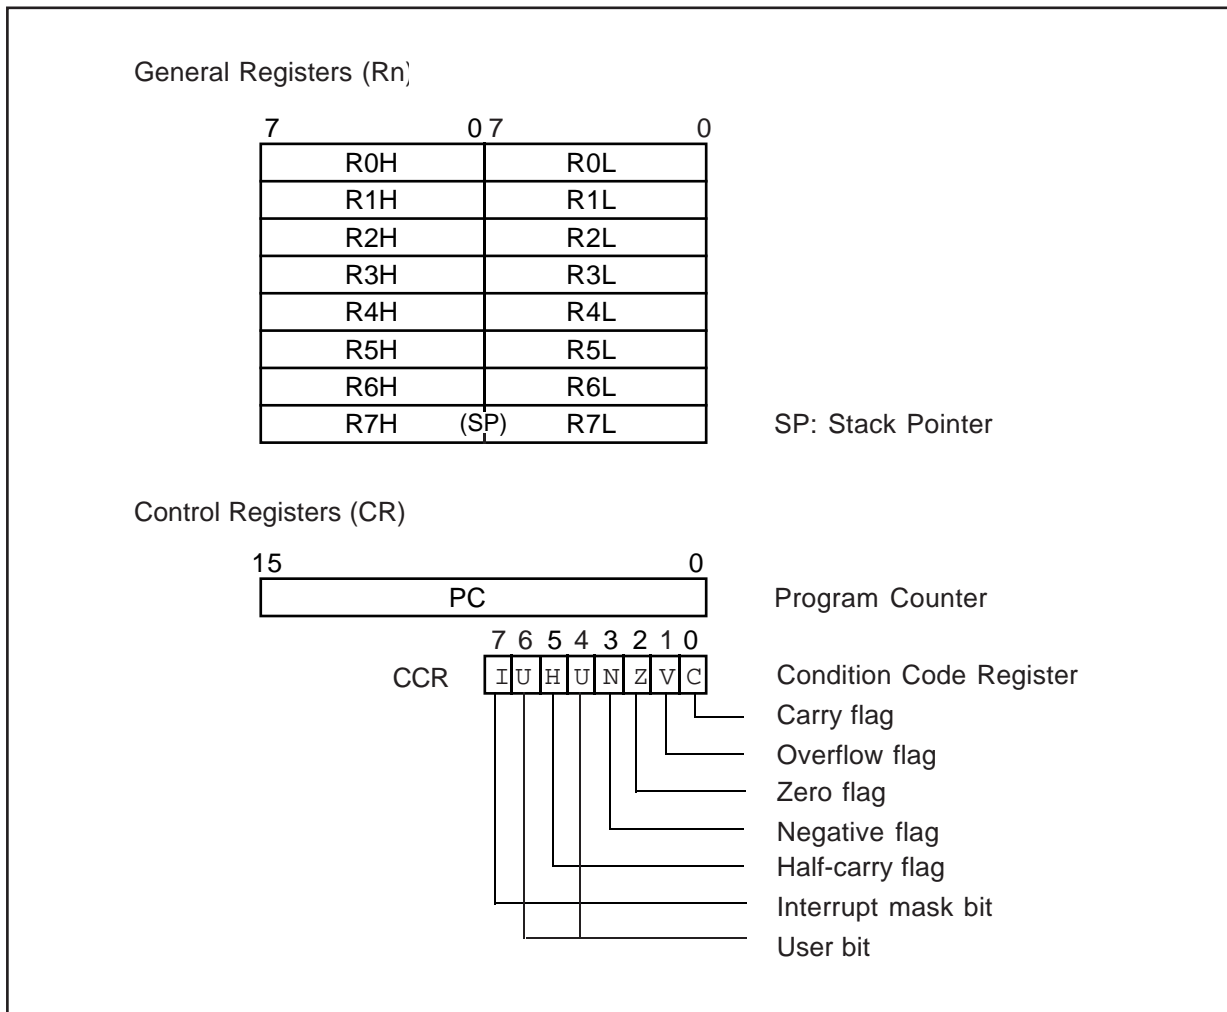 General Registers (Rn)
7 0 7 0
R0H R0L
R1H R1L
R2H R2L
R3H R3L
R4H R4L
R5H R5L
R6H R6L
R7H (SP) R7L SP: Stack Pointer
Control Registers (CR)
15 0
PC Program Counter
7 6 5 4 3 2 1 0
CCR I U H U N Z V C Condition Code Register
Carry flag
Overflow flag
Zero flag
Negative flag
Half-carry flag
Interrupt mask bit
User bit